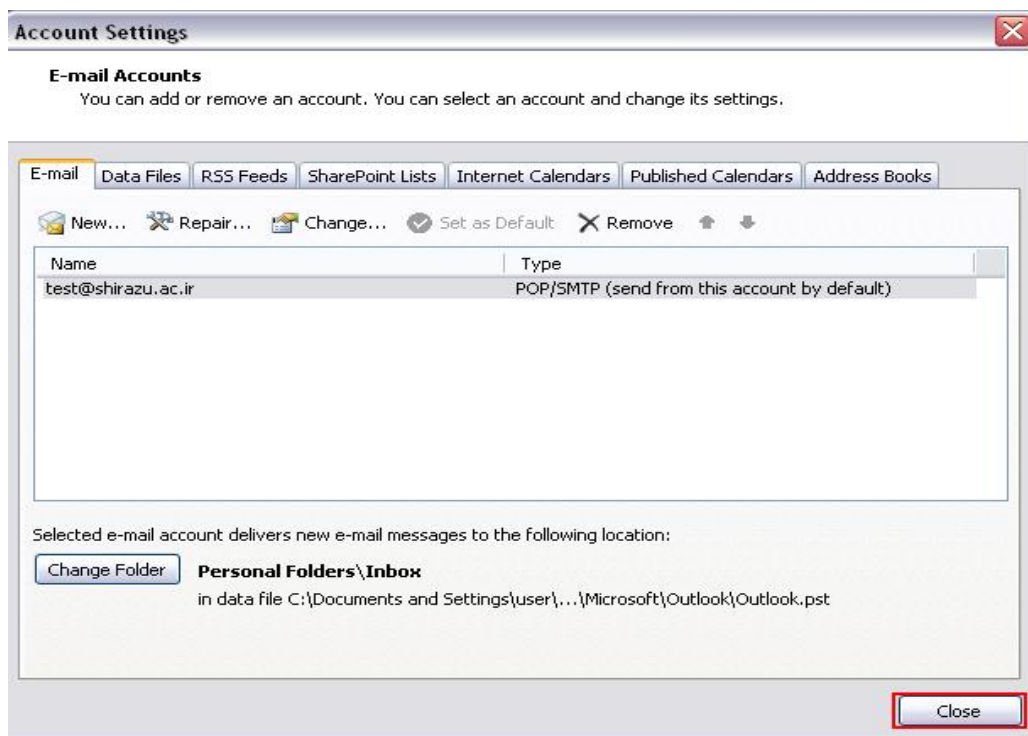 Account Settings
E-mail Accounts
You can add or remove an account. You can select an account and change its settings.
E-mail Data Files RSS Feeds SharePoint Lists Internet Calendars Published Calendars Address Books
New... Repair... Change... Set as Default Remove
Name Type
test@shirazu.ac.ir POP/SMTP (send from this account by default)
Selected e-mail account delivers new e-mail messages to the following location:
Change Folder Personal Folders\Inbox
in data file C:\Documents and Settings\user\...\Microsoft\Outlook\Outlook.pst
Close